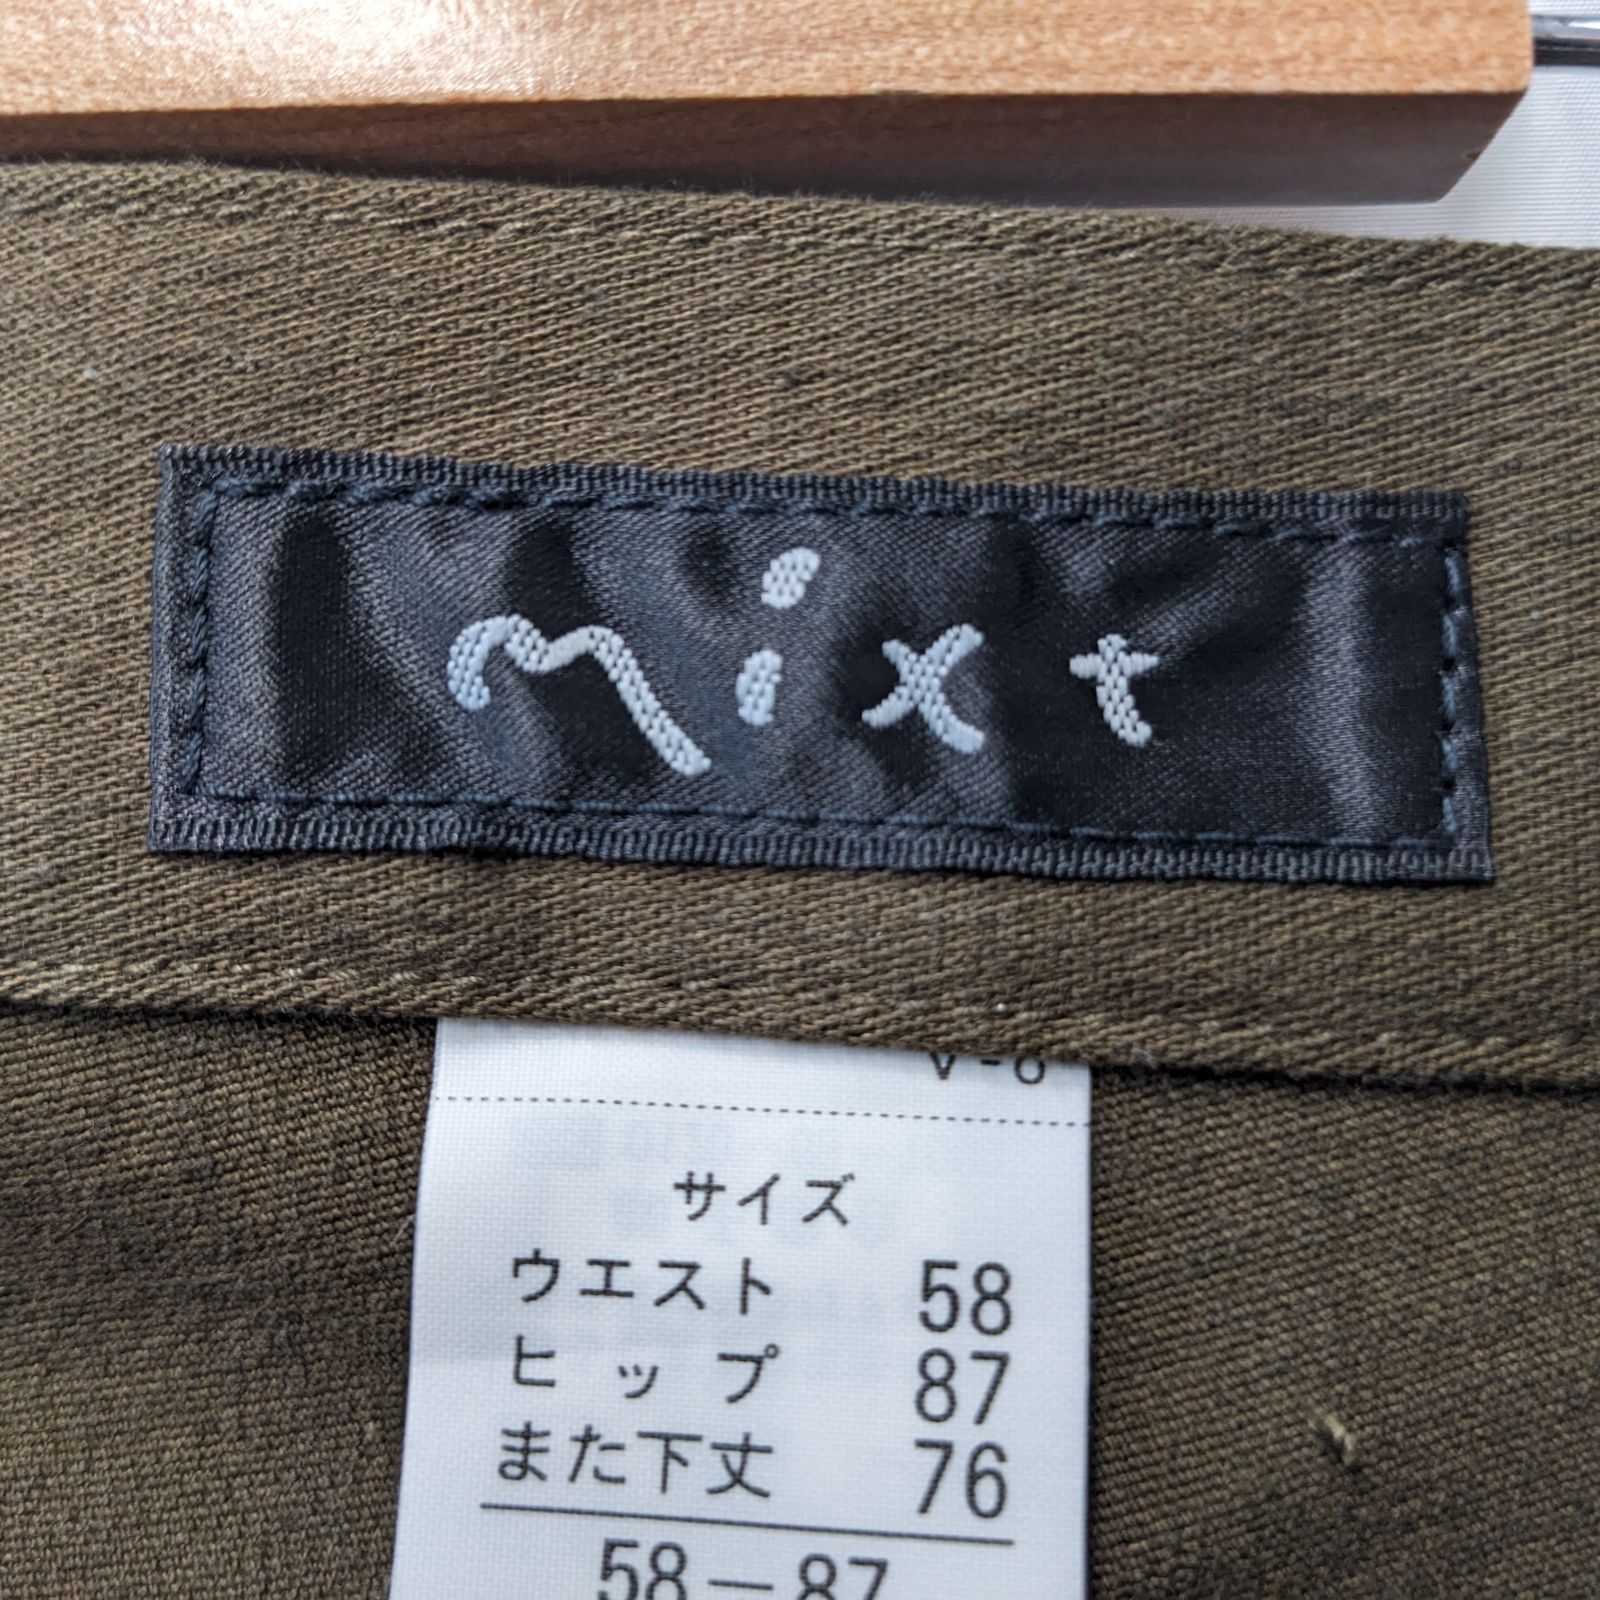 mixt
サイズ
ウエスト 58
ヒップ 87
また下丈 76
58-87